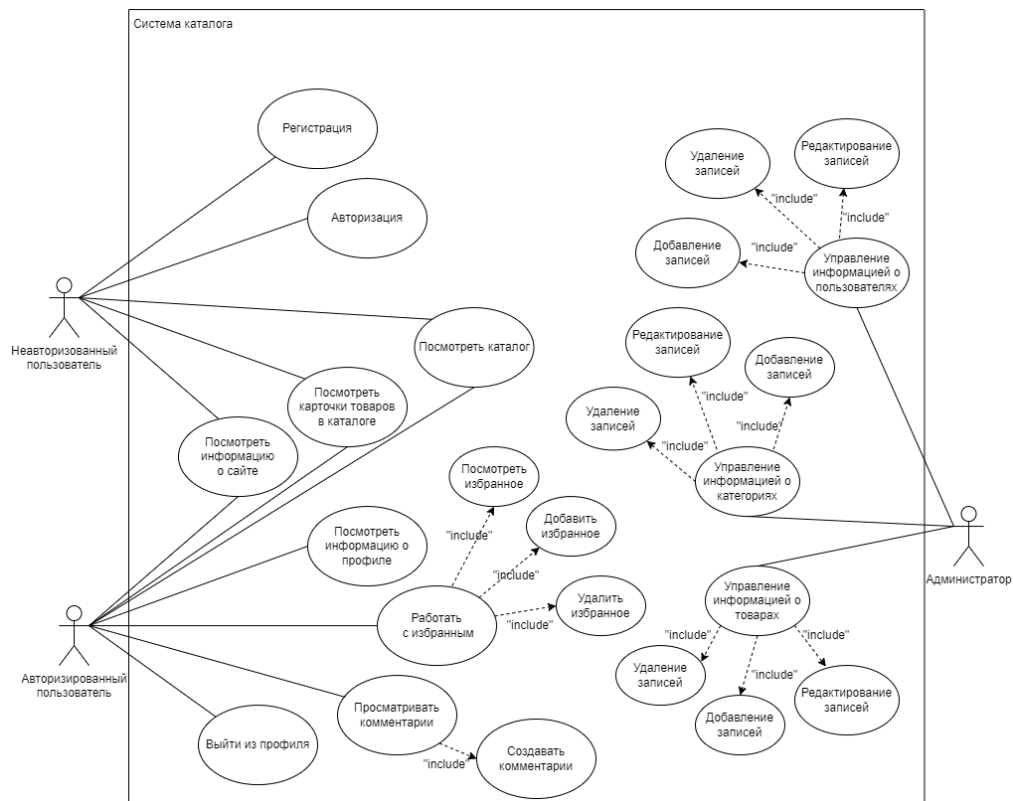 Система каталога
Регистрация
Авторизация
Неавторизованный
пользователь
Посмотреть каталог
Посмотреть
карточки товаров
в каталоге
Посмотреть
информацию
о сайте
Посмотреть
информацию о
профиле
Авторизированный
пользователь
Работать
с избранным
Посмотреть
избранное
"include"
Добавить
избранное
"include"
Удалить
избранное
"include"
Просматривать
комментарии
"include"
Создавать
комментарии
Выйти из профиля
Удаление
записей
Редактирование
записей
"include"
"include"
Добавление
записей
"include"
Управление
информацией о
пользователях
Редактирование
записей
Добавление
записей
"include"
Удаление
записей
"include"
"include"
Управление
информацией о
категориях
Администратор
Управление
информацией о
товарах
"include"
"include"
"include"
Удаление
записей
Добавление
записей
Редактирование
записей